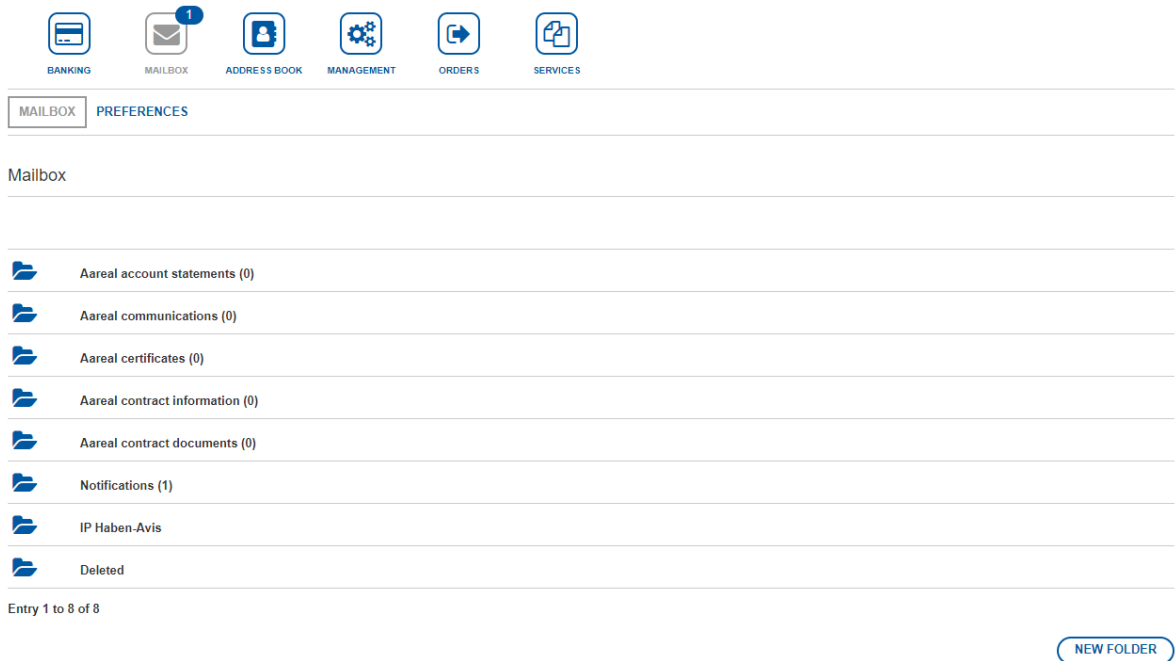 1
BANKING MAILBOX ADDRESS BOOK MANAGEMENT ORDERS SERVICES
MAILBOX PREFERENCES
Mailbox
Aareal account statements (0)
Aareal communications (0)
Aareal certificates (0)
Aareal contract information (0)
Aareal contract documents (0)
Notifications (1)
IP Haben-Avis
Deleted
Entry 1 to 8 of 8
NEW FOLDER